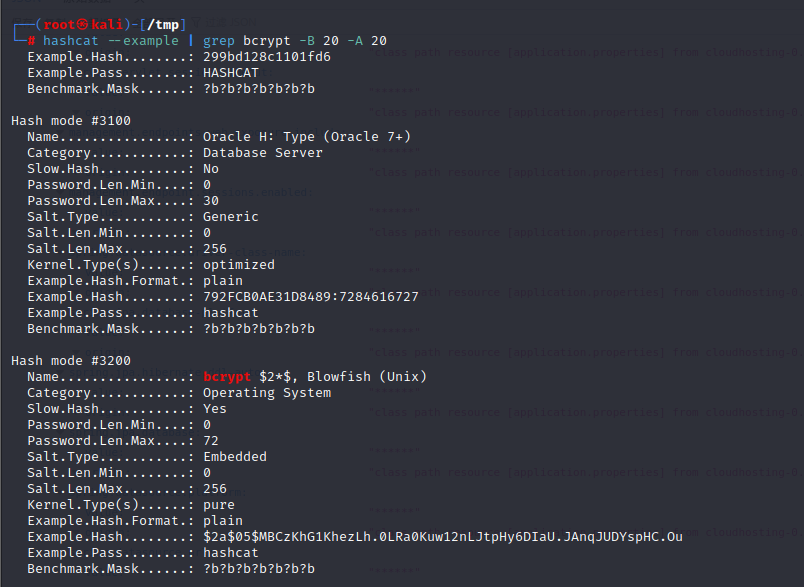 ┌──(root㉿kali)-[/tmp]
└─# hashcat --example | grep bcrypt -B 20 -A 20
Example.Hash........: 299bd128c1101fd6
Example.Pass........: HASHCAT
Benchmark.Mask......: ?b?b?b?b?b?b?b
Hash mode #3100
Name................: Oracle H: Type (Oracle 7+)
Category............: Database Server
Slow.Hash...........: No
Password.Len.Min....: 0
Password.Len.Max....: 30
Salt.Type...........: Generic
Salt.Len.Min........: 0
Salt.Len.Max........: 256
Kernel.Type(s)......: optimized
Example.Hash.Format.: plain
Example.Hash........: 792FCB0AE31D8489:7284616727
Example.Pass........: hashcat
Benchmark.Mask......: ?b?b?b?b?b?b?b
Hash mode #3200
Name................: bcrypt $2*$, Blowfish (Unix)
Category............: Operating System
Slow.Hash...........: Yes
Password.Len.Min....: 0
Password.Len.Max....: 72
Salt.Type...........: Embedded
Salt.Len.Min........: 0
Salt.Len.Max........: 256
Kernel.Type(s)......: pure
Example.Hash.Format.: plain
Example.Hash........: $2a$05$MBCzKhG1KhezLh.0LRa0Kuw12nLJtpHy6DIaU.JAnqJUDYspHC.Ou
Example.Pass........: hashcat
Benchmark.Mask......: ?b?b?b?b?b?b?b